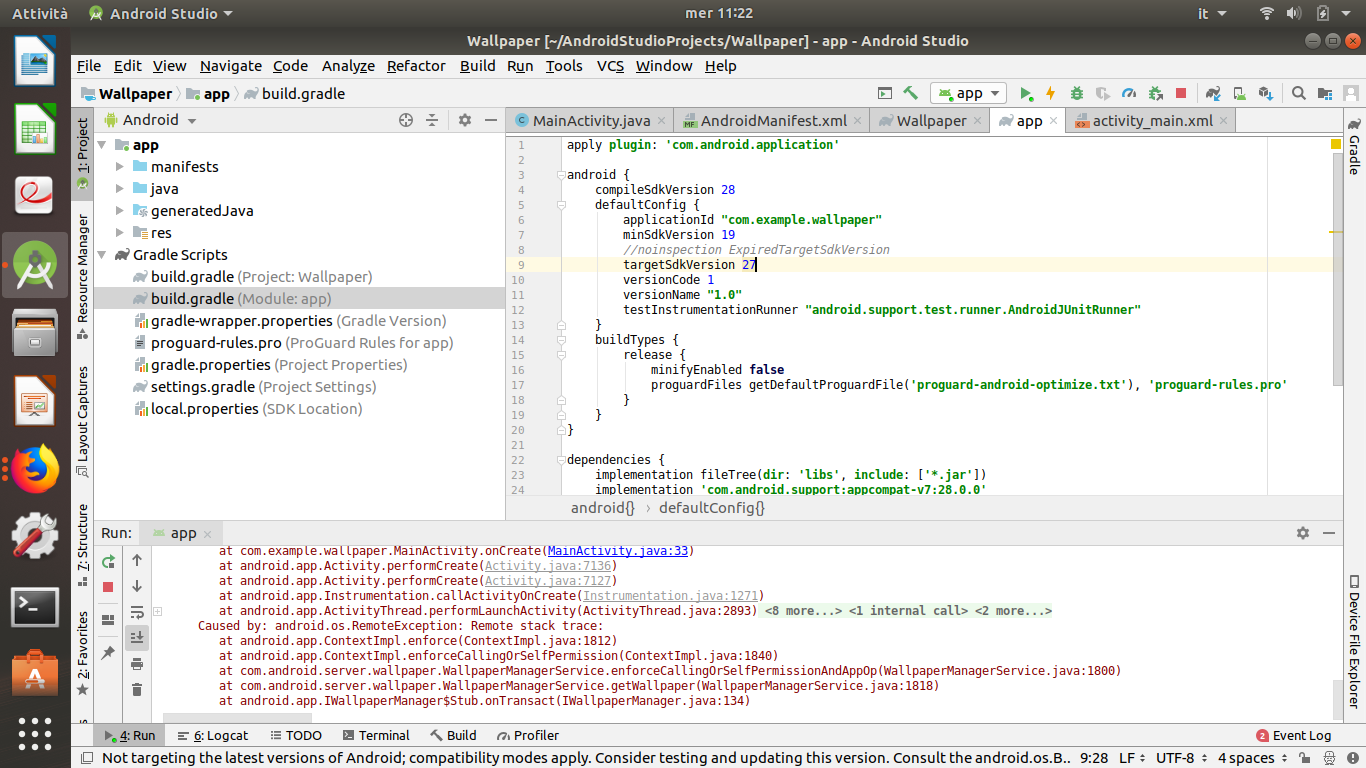 Attività Android Studio mer 11:22 it
Wallpaper [~/AndroidStudioProjects/Wallpaper] - app - Android Studio
File Edit View Navigate Code Analyze Refactor Build Run Tools VCS Window Help
Wallpaper app build.gradle app
1: Project
Resource Manager
Layout Captures
7: Structure
2: Favorites
Android
app
manifests
java
generatedJava
res
Gradle Scripts
build.gradle (Project: Wallpaper)
build.gradle (Module: app)
gradle-wrapper.properties (Gradle Version)
proguard-rules.pro (ProGuard Rules for app)
gradle.properties (Project Properties)
settings.gradle (Project Settings)
local.properties (SDK Location)
MainActivity.java AndroidManifest.xml Wallpaper app activity_main.xml
1 apply plugin: 'com.android.application'
2
3 android {
4 compileSdkVersion 28
5 defaultConfig {
6 applicationId "com.example.wallpaper"
7 minSdkVersion 19
8 //noinspection ExpiredTargetSdkVersion
9 targetSdkVersion 27
10 versionCode 1
11 versionName "1.0"
12 testInstrumentationRunner "android.support.test.runner.AndroidJUnitRunner"
13 }
14 buildTypes {
15 release {
16 minifyEnabled false
17 proguardFiles getDefaultProguardFile('proguard-android-optimize.txt'), 'proguard-rules.pro'
18 }
19 }
20 }
21
22 dependencies {
23 implementation fileTree(dir: 'libs', include: ['*.jar'])
24 implementation 'com.android.support:appcompat-v7:28.0.0'
android{} › defaultConfig{}
Gradle
Device File Explorer
Run: app
at com.example.wallpaper.MainActivity.onCreate(MainActivity.java:33)
at android.app.Activity.performCreate(Activity.java:7136)
at android.app.Activity.performCreate(Activity.java:7127)
at android.app.Instrumentation.callActivityOnCreate(Instrumentation.java:1271)
at android.app.ActivityThread.performLaunchActivity(ActivityThread.java:2893) <8 more...> <1 internal call> <2 more...>
Caused by: android.os.RemoteException: Remote stack trace:
at android.app.ContextImpl.enforce(ContextImpl.java:1812)
at android.app.ContextImpl.enforceCallingOrSelfPermission(ContextImpl.java:1840)
at com.android.server.wallpaper.WallpaperManagerService.enforceCallingOrSelfPermissionAndAppOp(WallpaperManagerService.java:1800)
at com.android.server.wallpaper.WallpaperManagerService.getWallpaper(WallpaperManagerService.java:1818)
at android.app.IWallpaperManager$Stub.onTransact(IWallpaperManager.java:134)
4: Run 6: Logcat TODO Terminal Build Profiler 2 Event Log
Not targeting the latest versions of Android; compatibility modes apply. Consider testing and updating this version. Consult the android.os.B.. 9:28 LF UTF-8 4 spaces